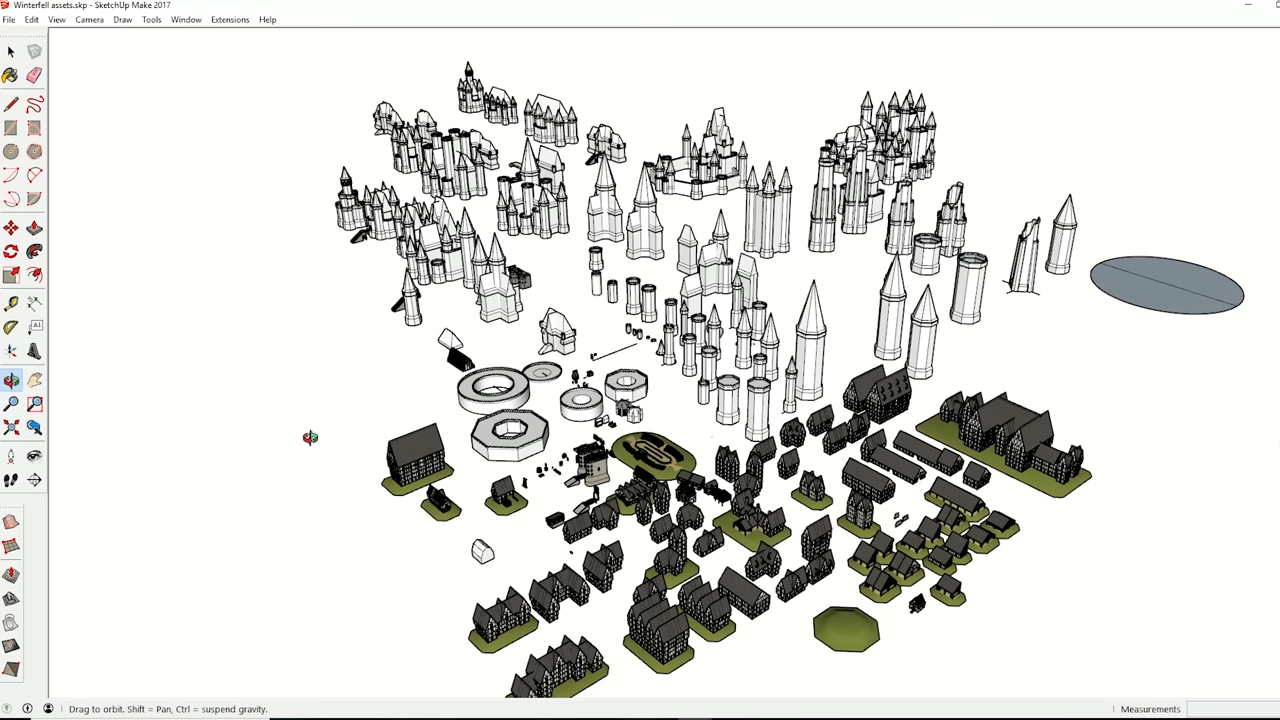 Winterfell assets.skp - SketchUp Make 2017
File Edit View Camera Draw Tools Window Extensions Help
A1
Drag to orbit. Shift = Pan, Ctrl = suspend gravity.
Measurements